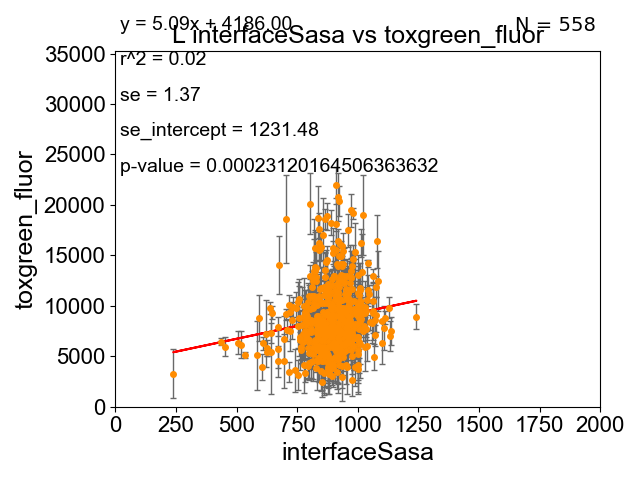 y = 5.09x + 4186.00
N = 558
L interfaceSasa vs toxgreen_fluor
r^2 = 0.02
se = 1.37
se_intercept = 1231.48
p-value = 0.00023120164506363632
35000
30000
25000
20000
15000
10000
5000
0
toxgreen_fluor
0 250 500 750 1000 1250 1500 1750 2000
interfaceSasa